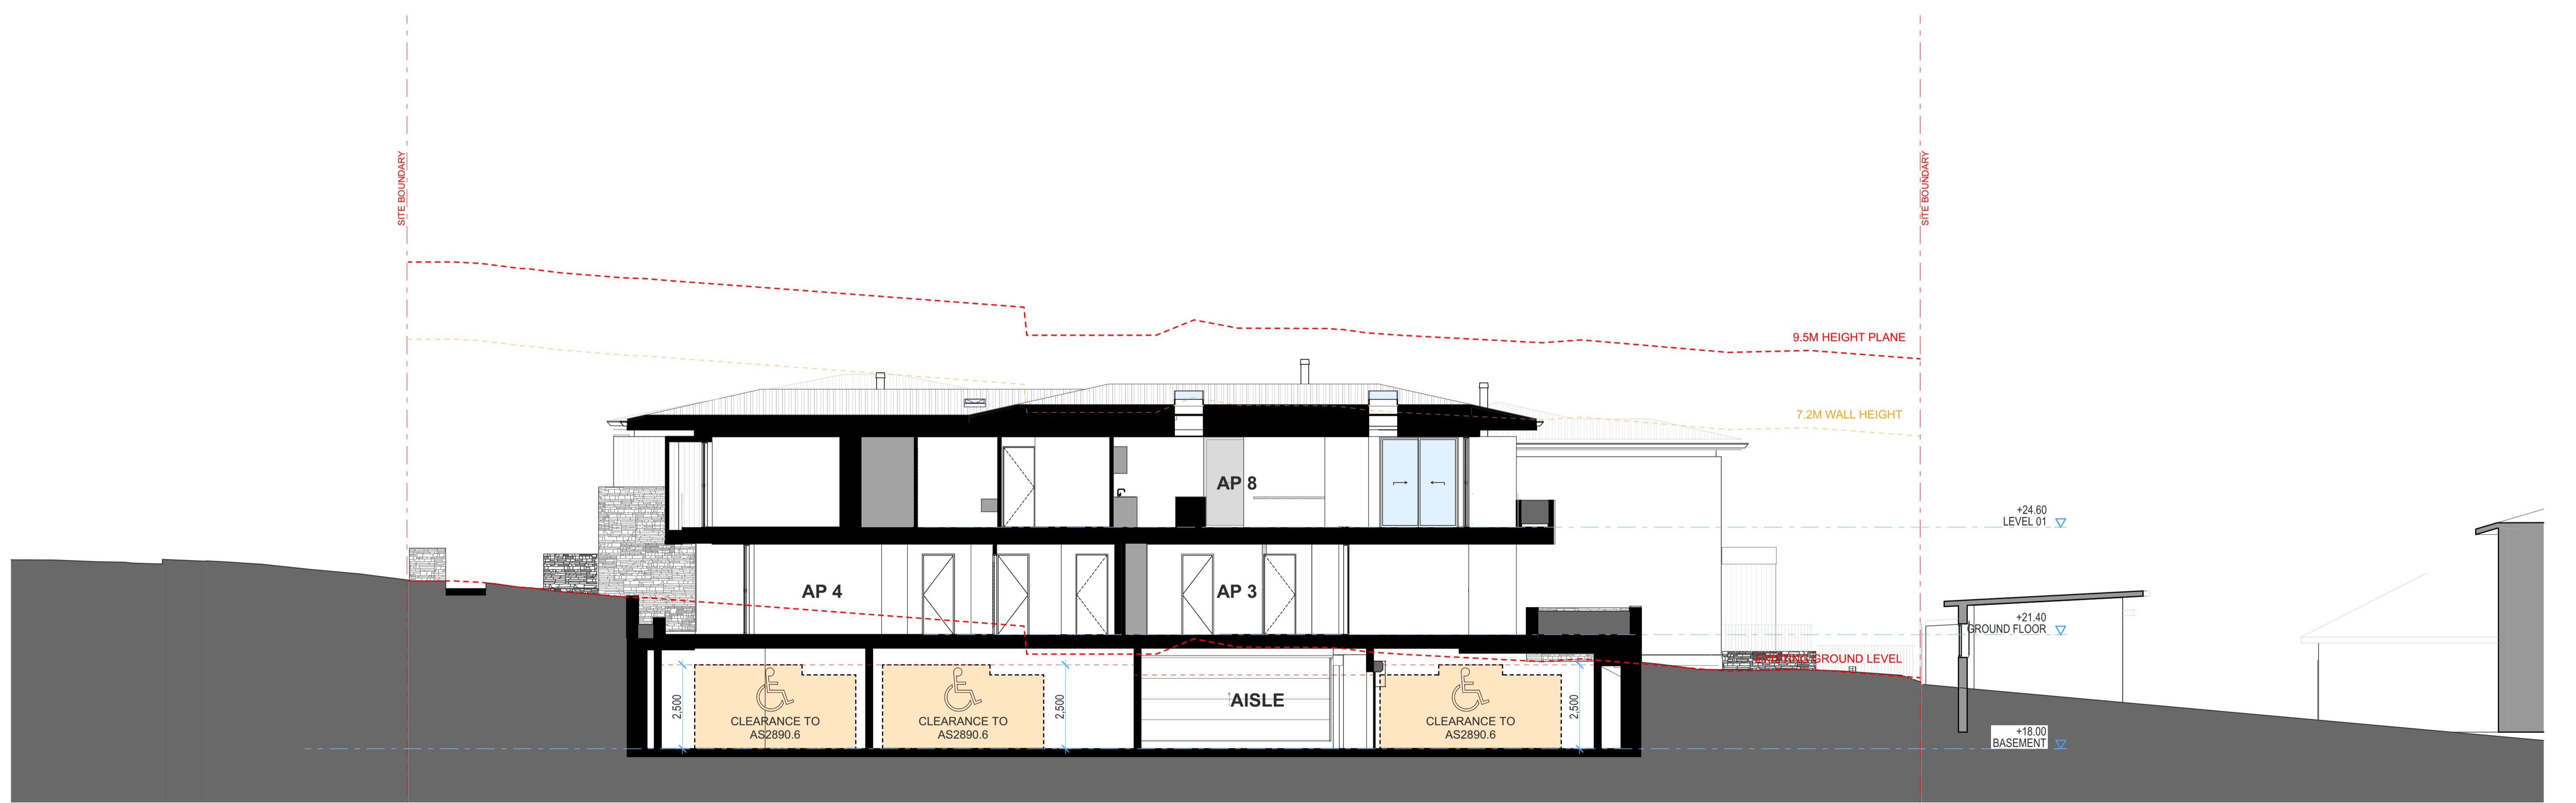 SITE BOUNDARY
SITE BOUNDARY
9.5M HEIGHT PLANE
7.2M WALL HEIGHT
AP 8
+24.60
LEVEL 01
AP 4
AP 3
+21.40
GROUND FLOOR
EXISTING GROUND LEVEL
2,500
CLEARANCE TO
AS2890.6
CLEARANCE TO
AS2890.6
2,500
AISLE
CLEARANCE TO
AS2890.6
2,500
+18.00
BASEMENT